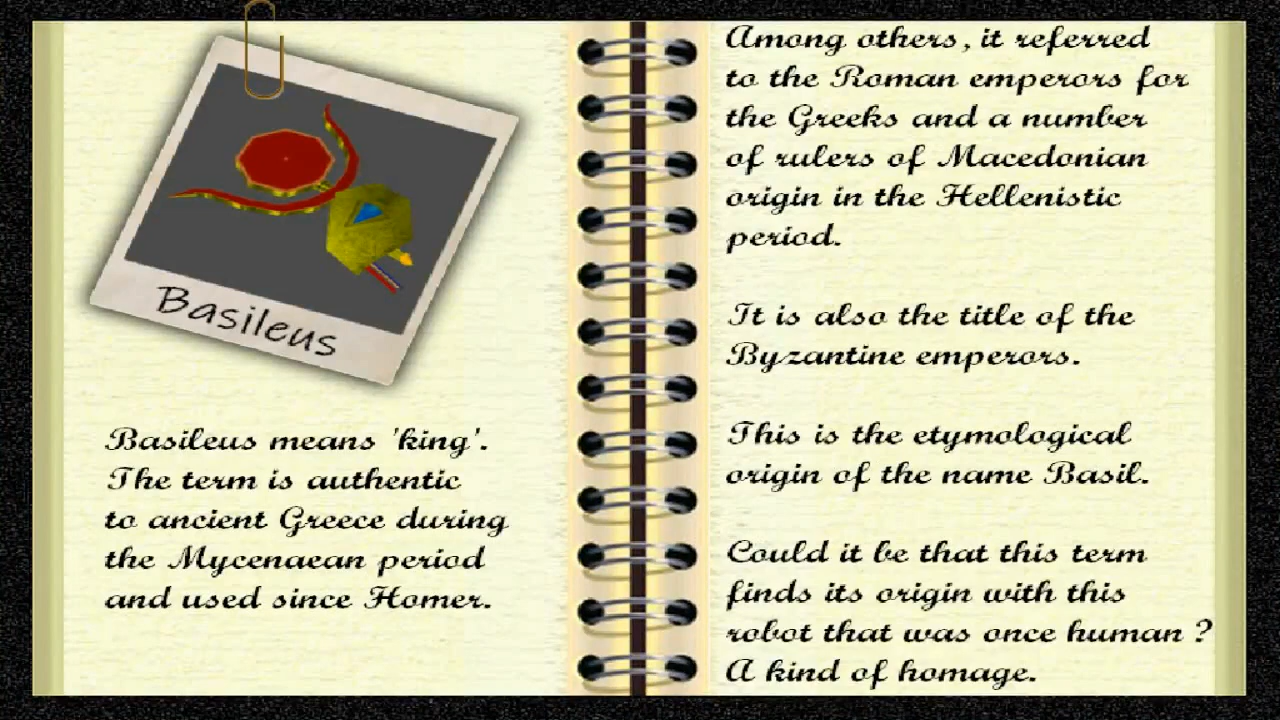 Basileus
Basileus means 'king'.
The term is authentic
to ancient Greece during
the Mycenaean period
and used since Homer.
Among others, it referred
to the Roman emperors for
the Greeks and a number
of rulers of Macedonian
origin in the Hellenistic
period.
It is also the title of the
Byzantine emperors.
This is the etymological
origin of the name Basil.
Could it be that this term
finds its origin with this
robot that was once human ?
A kind of homage.